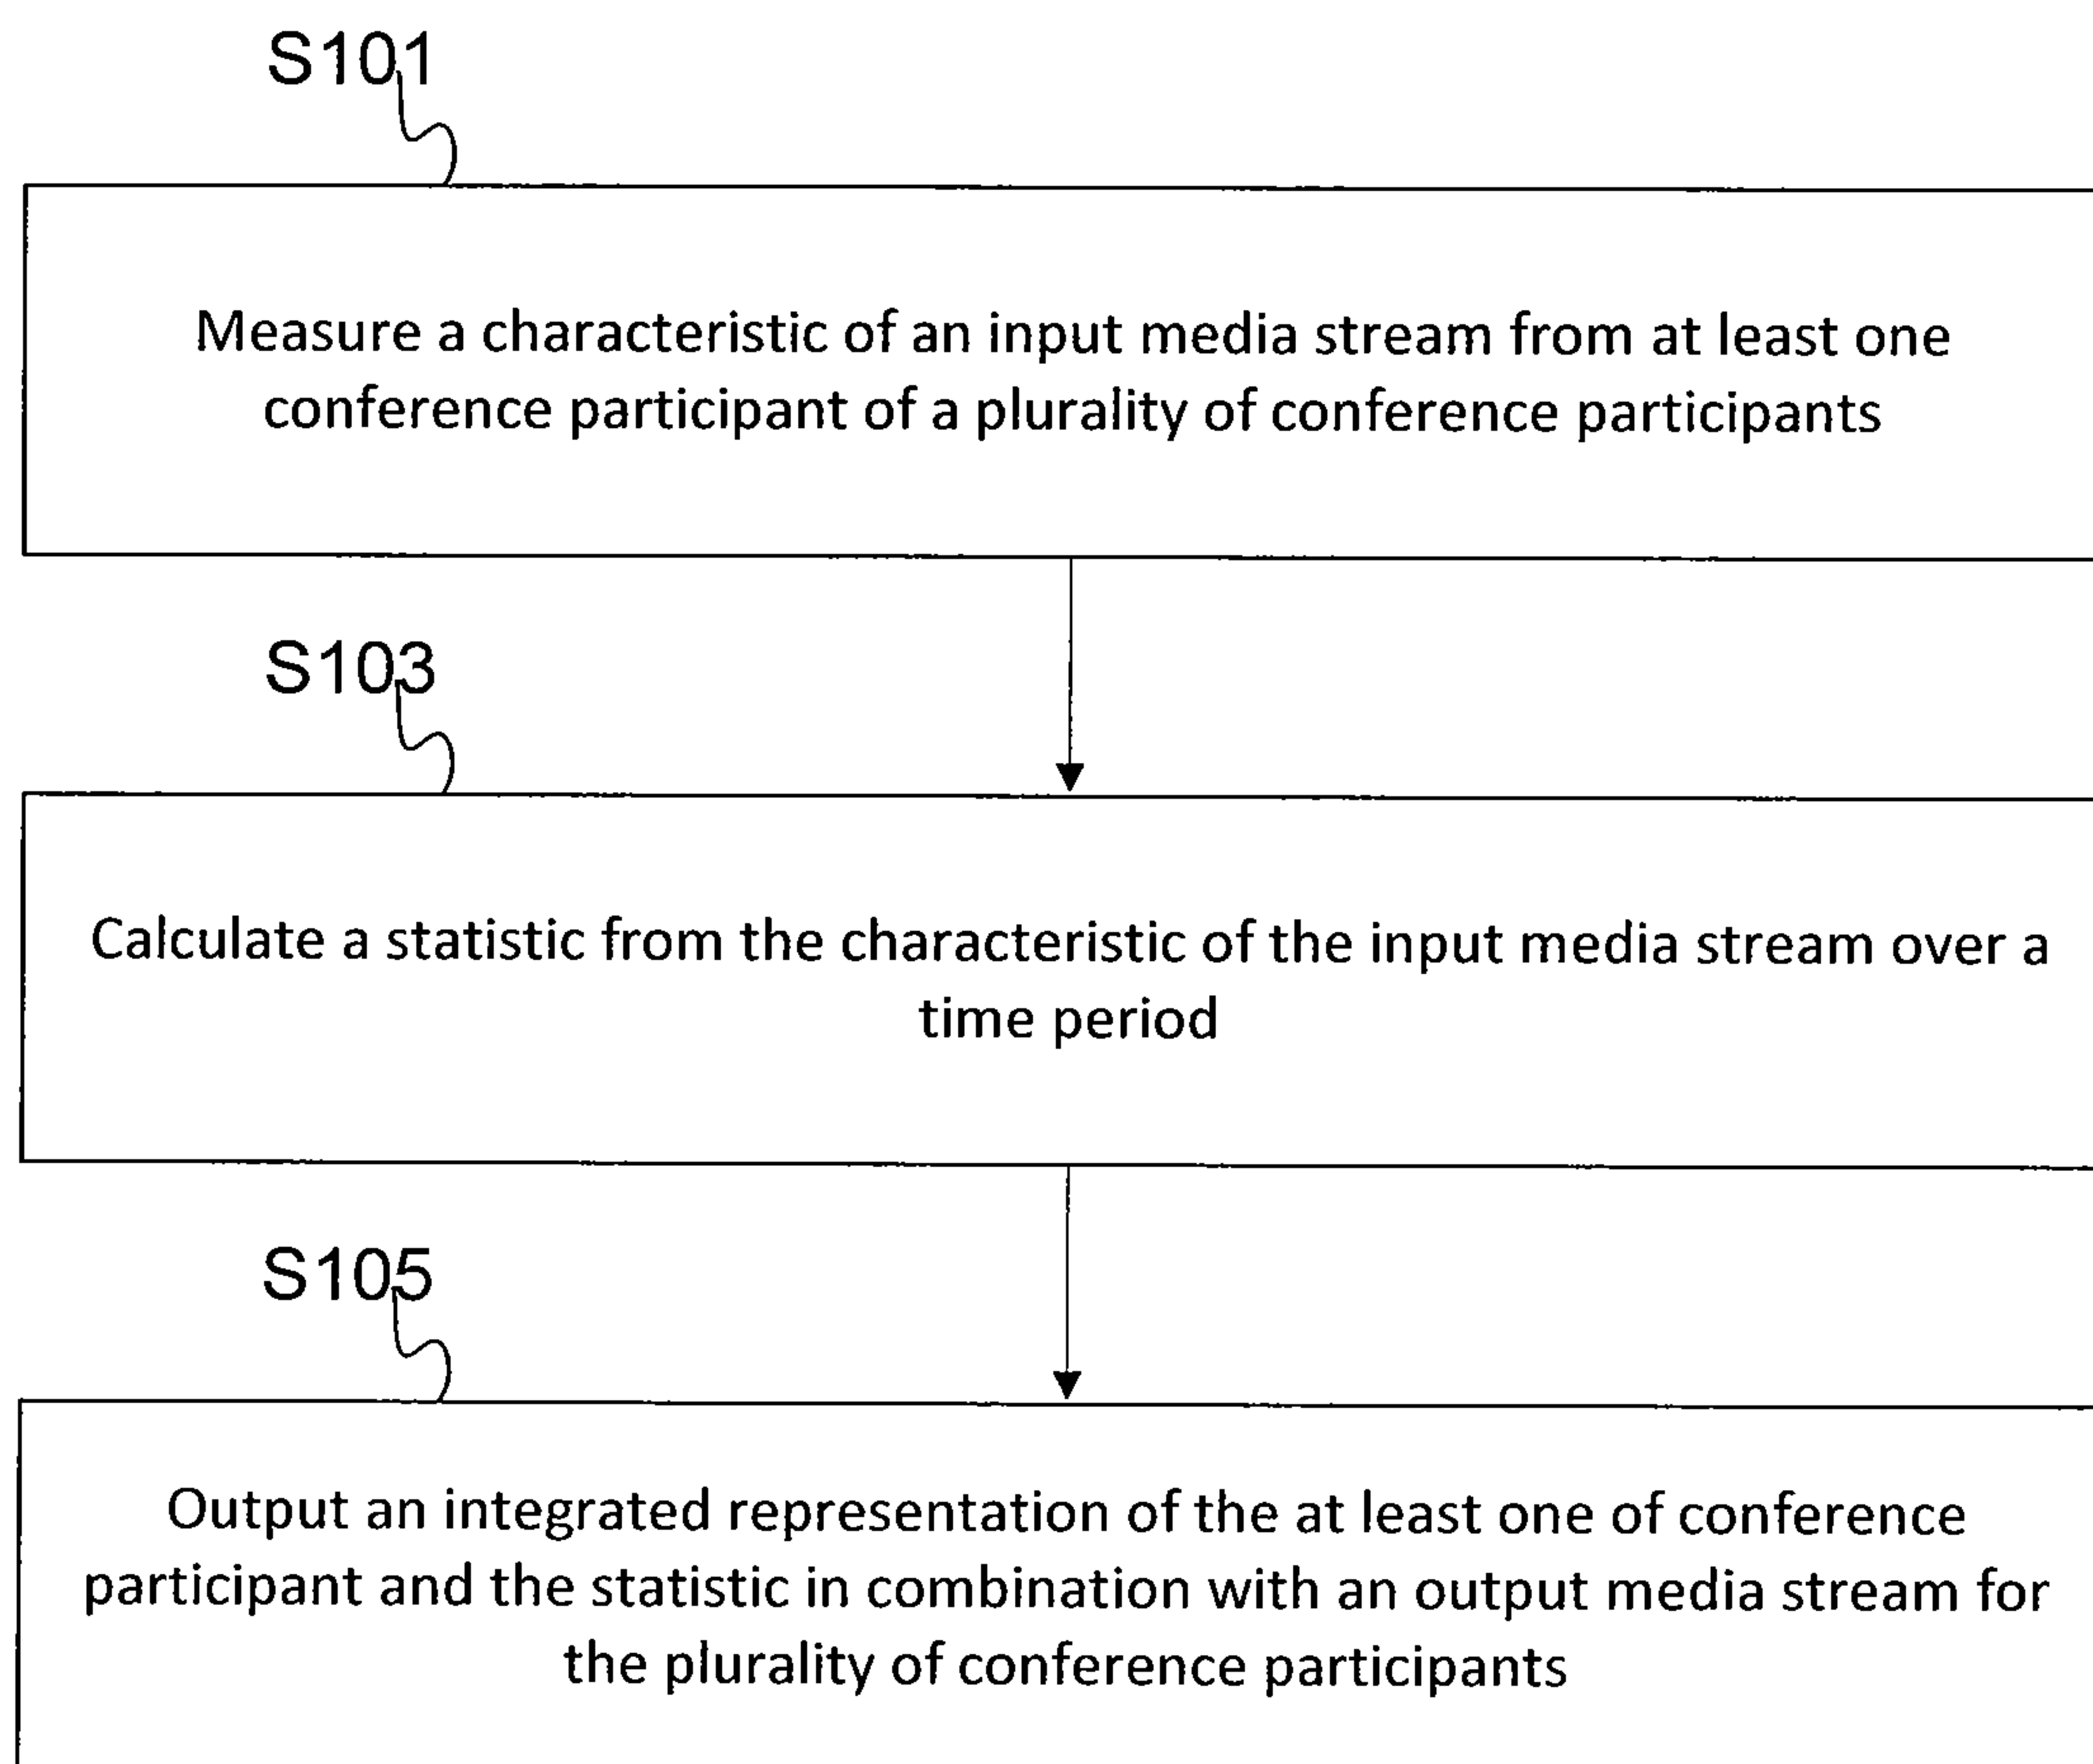 S101
Measure a characteristic of an input media stream from at least one
conference participant of a plurality of conference participants
S103
Calculate a statistic from the characteristic of the input media stream over a
time period
S105
Output an integrated representation of the at least one of conference
participant and the statistic in combination with an output media stream for
the plurality of conference participants